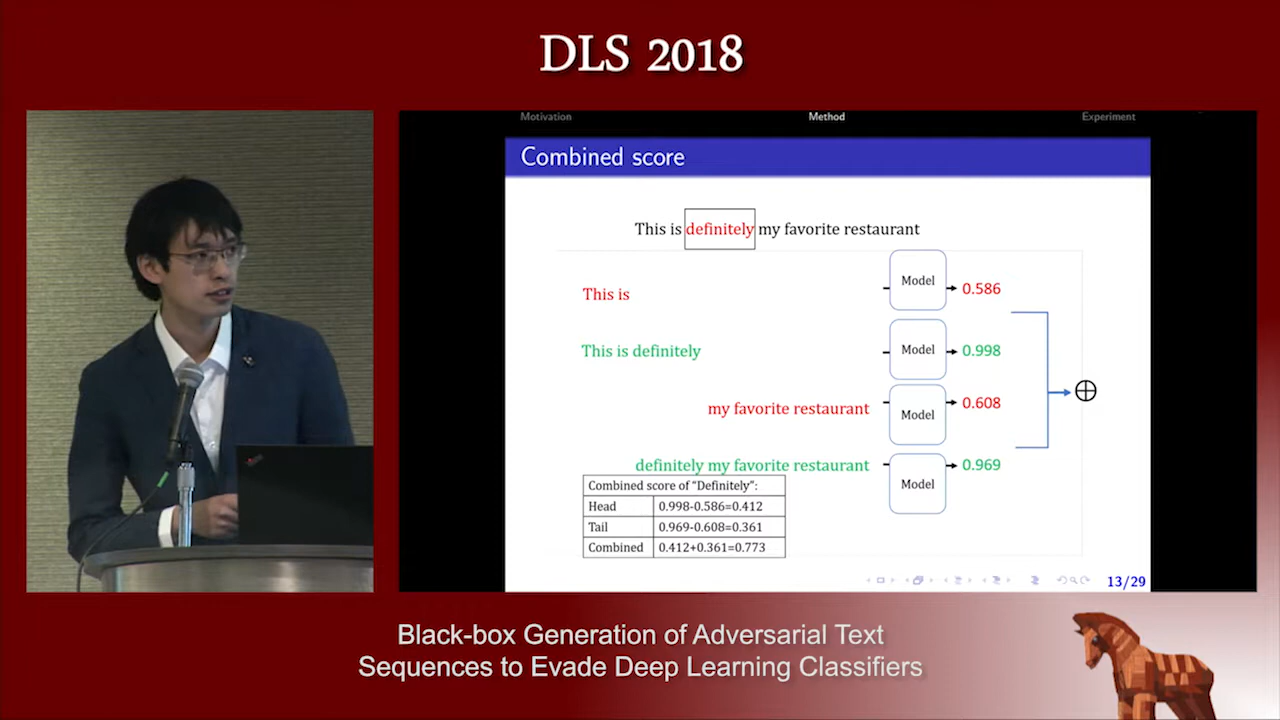 DLS 2018
Motivation
Method
Experiment
Combined score
This is definitely my favorite restaurant
This is
Model
0.586
This is definitely
Model
0.998
my favorite restaurant
Model
0.608
definitely my favorite restaurant
Model
0.969
Combined score of "Definitely":
Head 0.998-0.586=0.412
Tail 0.969-0.608=0.361
Combined 0.412+0.361=0.773
13/29
Black-box Generation of Adversarial Text
Sequences to Evade Deep Learning Classifiers